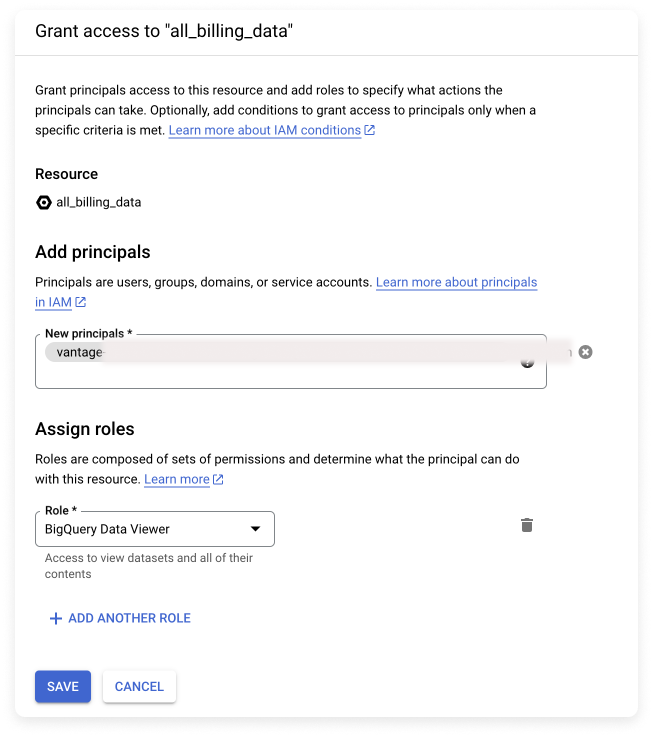 Grant access to "all_billing_data"
Grant principals access to this resource and add roles to specify what actions the
principals can take. Optionally, add conditions to grant access to principals only when a
specific criteria is met. Learn more about IAM conditions
Resource
all_billing_data
Add principals
Principals are users, groups, domains, or service accounts. Learn more about principals
in IAM
New principals *
vantage-
Assign roles
Roles are composed of sets of permissions and determine what the principal can do
with this resource. Learn more
Role *
BigQuery Data Viewer
Access to view datasets and all of their
contents
ADD ANOTHER ROLE
SAVE CANCEL